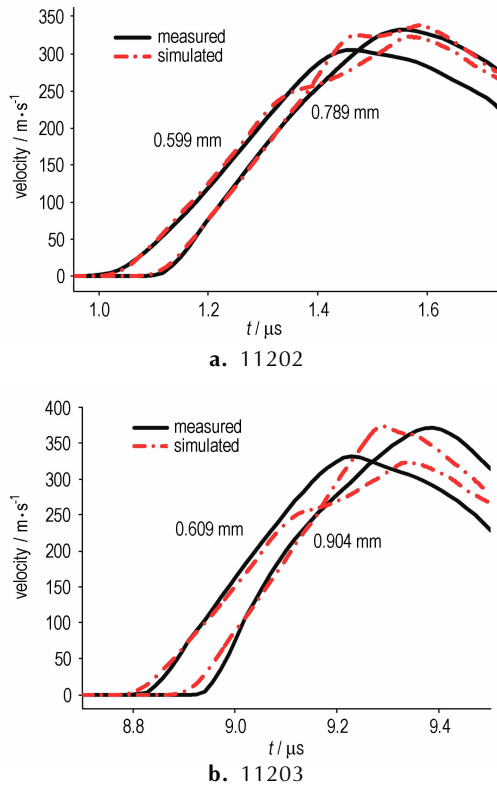 350
300
250
200
150
100
50
0
velocity / m•s-1
measured
simulated
0.599 mm
0.789 mm
1.0 1.2 1.4 1.6
t / µs
a. 11202
400
350
300
250
200
150
100
50
0
velocity / m•s-1
measured
simulated
0.609 mm
0.904 mm
8.8 9.0 9.2 9.4
t / µs
b. 11203